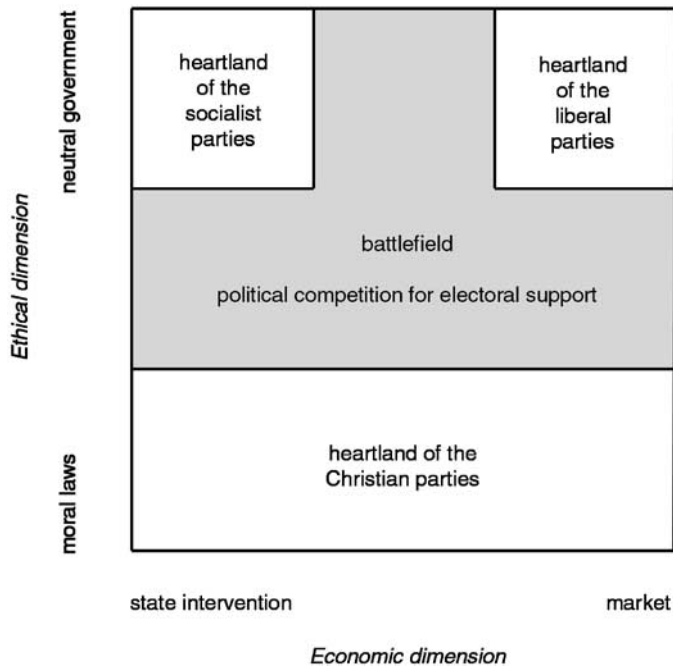 heartland
of the
socialist
parties
heartland
of the
liberal
parties
neutral government
battlefield
political competition for electoral support
Ethical dimension
heartland of the
Christian parties
moral laws
state intervention
market
Economic dimension